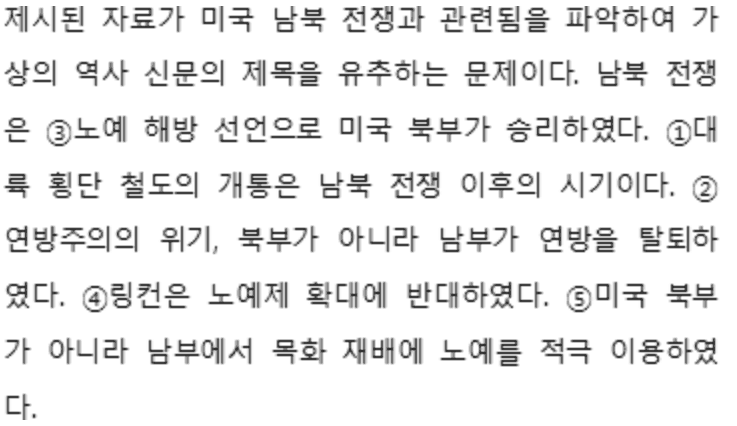 제시된 자료가 미국 남북 전쟁과 관련됨을 파악하여 가
상의 역사 신문의 제목을 유추하는 문제이다. 남북 전쟁
은 ③노예 해방 선언으로 미국 북부가 승리하였다. ①대
륙 횡단 철도의 개통은 남북 전쟁 이후의 시기이다. ②
연방주의의 위기, 북부가 아니라 남부가 연방을 탈퇴하
였다. ④링컨은 노예제 확대에 반대하였다. ⑤미국 북부
가 아니라 남부에서 목화 재배에 노예를 적극 이용하였
다.